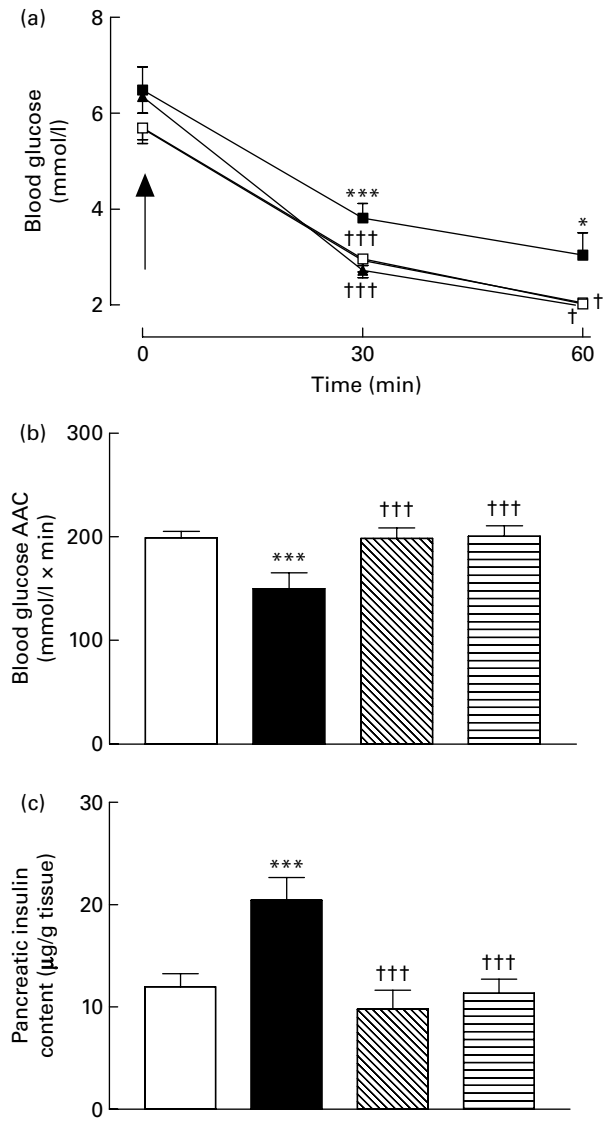 (a)
8
6
4
2
Blood glucose
(mmol/l)
***
†††
†††
*
†
†
0
30
60
Time (min)
(b)
300
200
100
0
Blood glucose AAC
(mmol/l × min)
***
†††
†††
(c)
30
20
10
0
Pancreatic insulin
content (µg/g tissue)
***
†††
†††